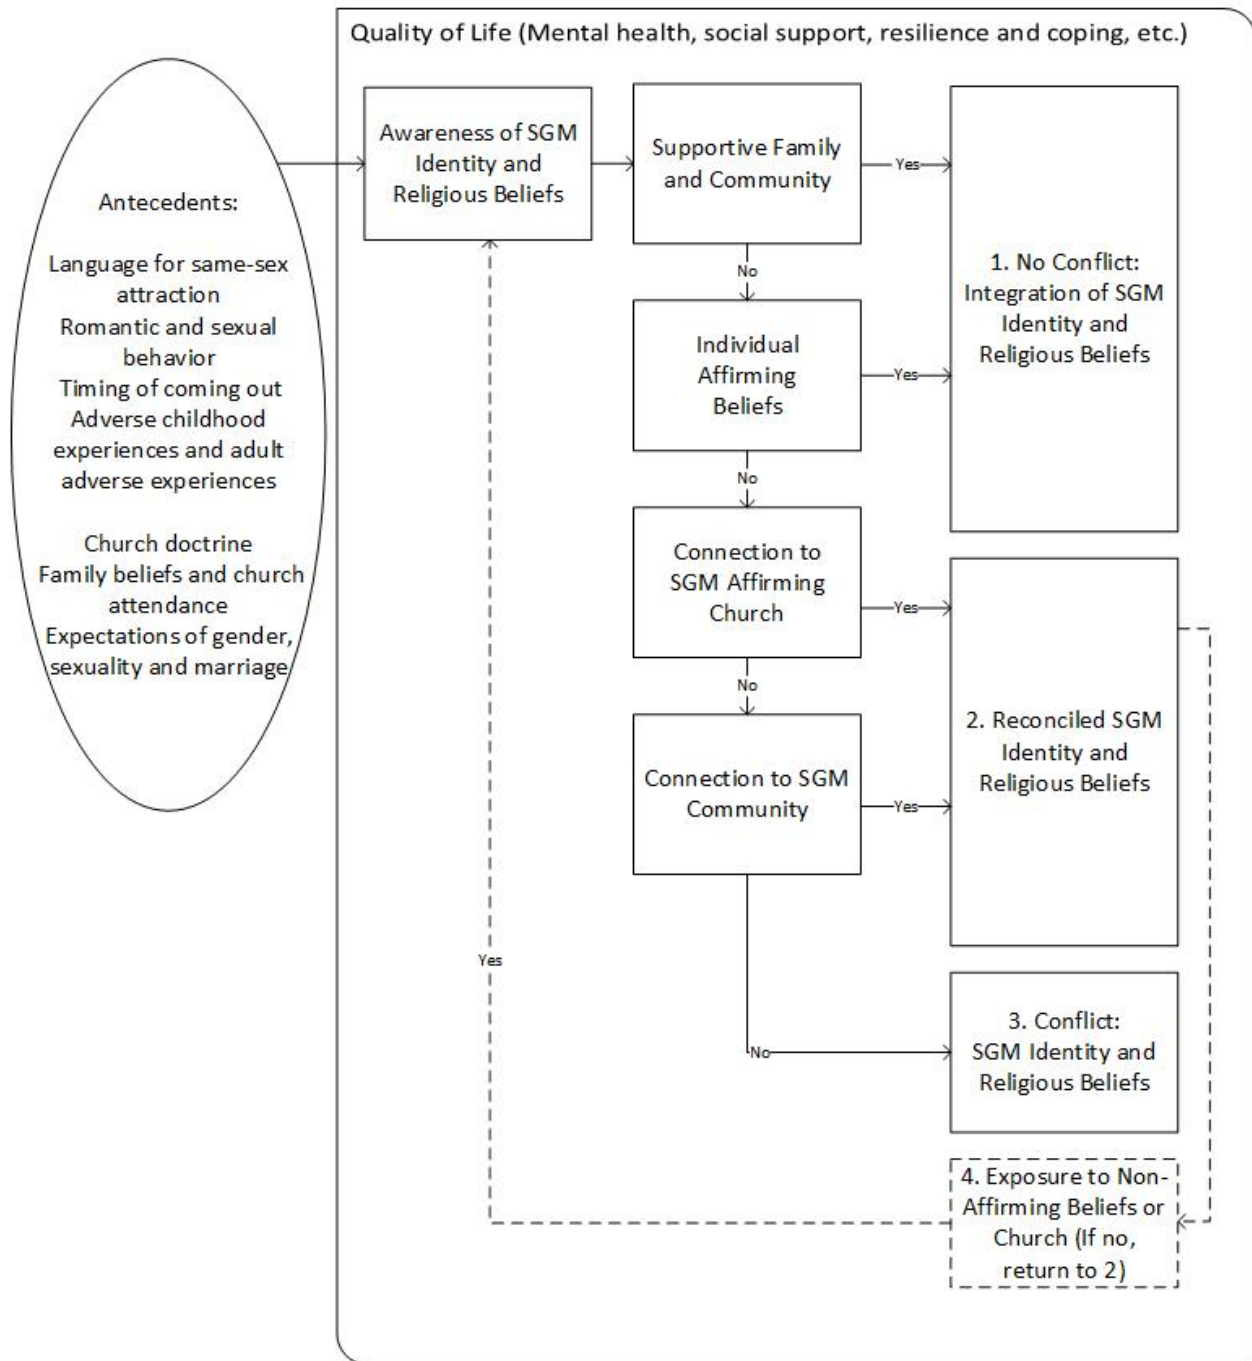 Quality of Life (Mental health, social support, resilience and coping, etc.)
Antecedents:
Language for same-sex
attraction
Romantic and sexual
behavior
Timing of coming out
Adverse childhood
experiences and adult
adverse experiences
Church doctrine
Family beliefs and church
attendance
Expectations of gender,
sexuality and marriage
Awareness of SGM
Identity and
Religious Beliefs
Supportive Family
and Community
Yes
No
Individual
Affirming
Beliefs
Yes
No
1. No Conflict:
Integration of SGM
Identity and
Religious Beliefs
Connection to
SGM Affirming
Church
Yes
No
Connection to SGM
Community
Yes
No
2. Reconciled SGM
Identity and
Religious Beliefs
3. Conflict:
SGM Identity and
Religious Beliefs
4. Exposure to Non-
Affirming Beliefs or
Church (If no,
return to 2)
Yes